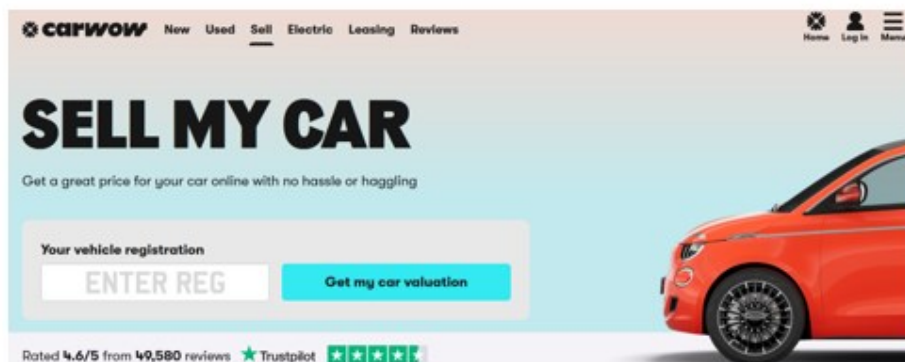 carwow New Used Sell Electric Leasing Reviews
Home Log in Menu
SELL MY CAR
Get a great price for your car online with no hassle or haggling
Your vehicle registration
ENTER REG Get my car valuation
Rated 4.6/5 from 49,580 reviews Trustpilot